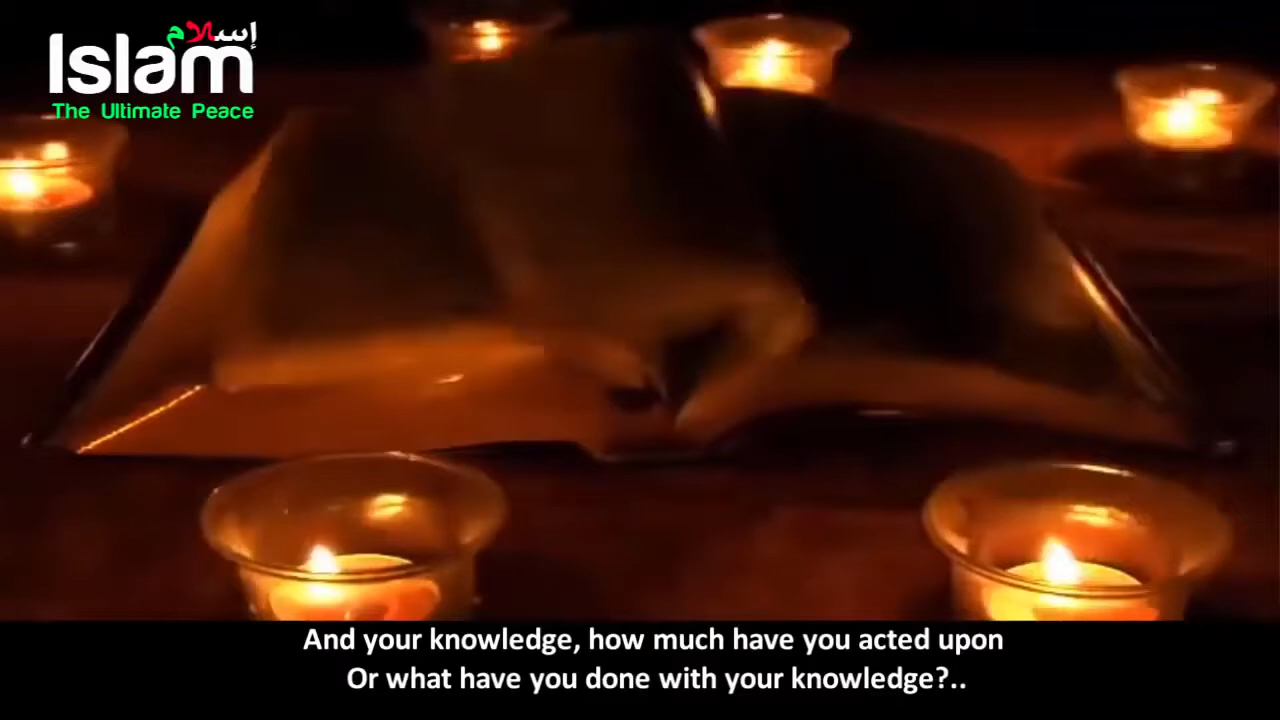 إسلام
Islam
The Ultimate Peace
And your knowledge, how much have you acted upon
Or what have you done with your knowledge?..